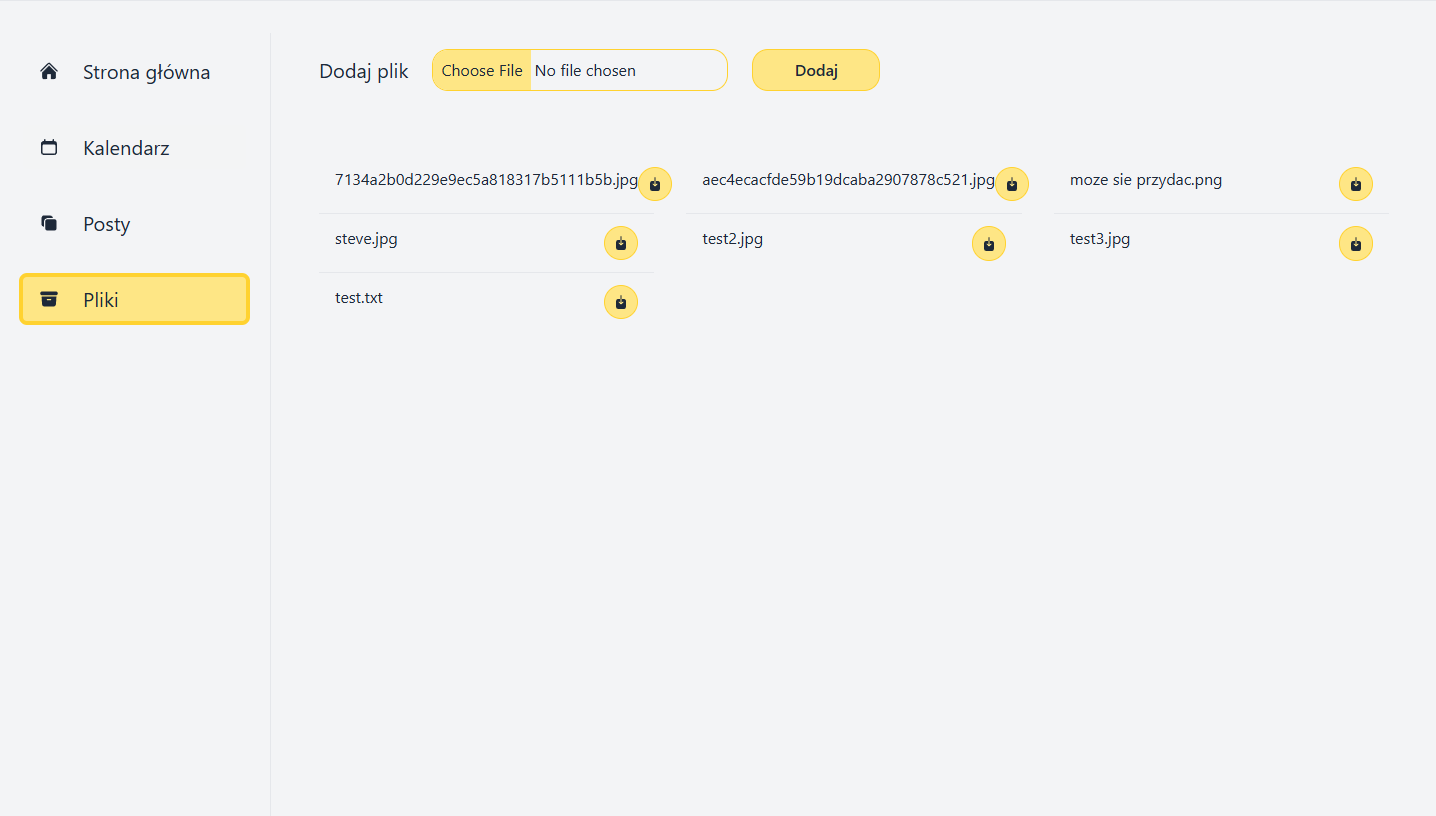 Strona główna
Kalendarz
Posty
Pliki
Dodaj plik Choose File No file chosen Dodaj
7134a2b0d229e9ec5a818317b5111b5b.jpg aec4ecacfde59b19dcaba2907878c521.jpg moze sie przydac.png
steve.jpg test2.jpg test3.jpg
test.txt